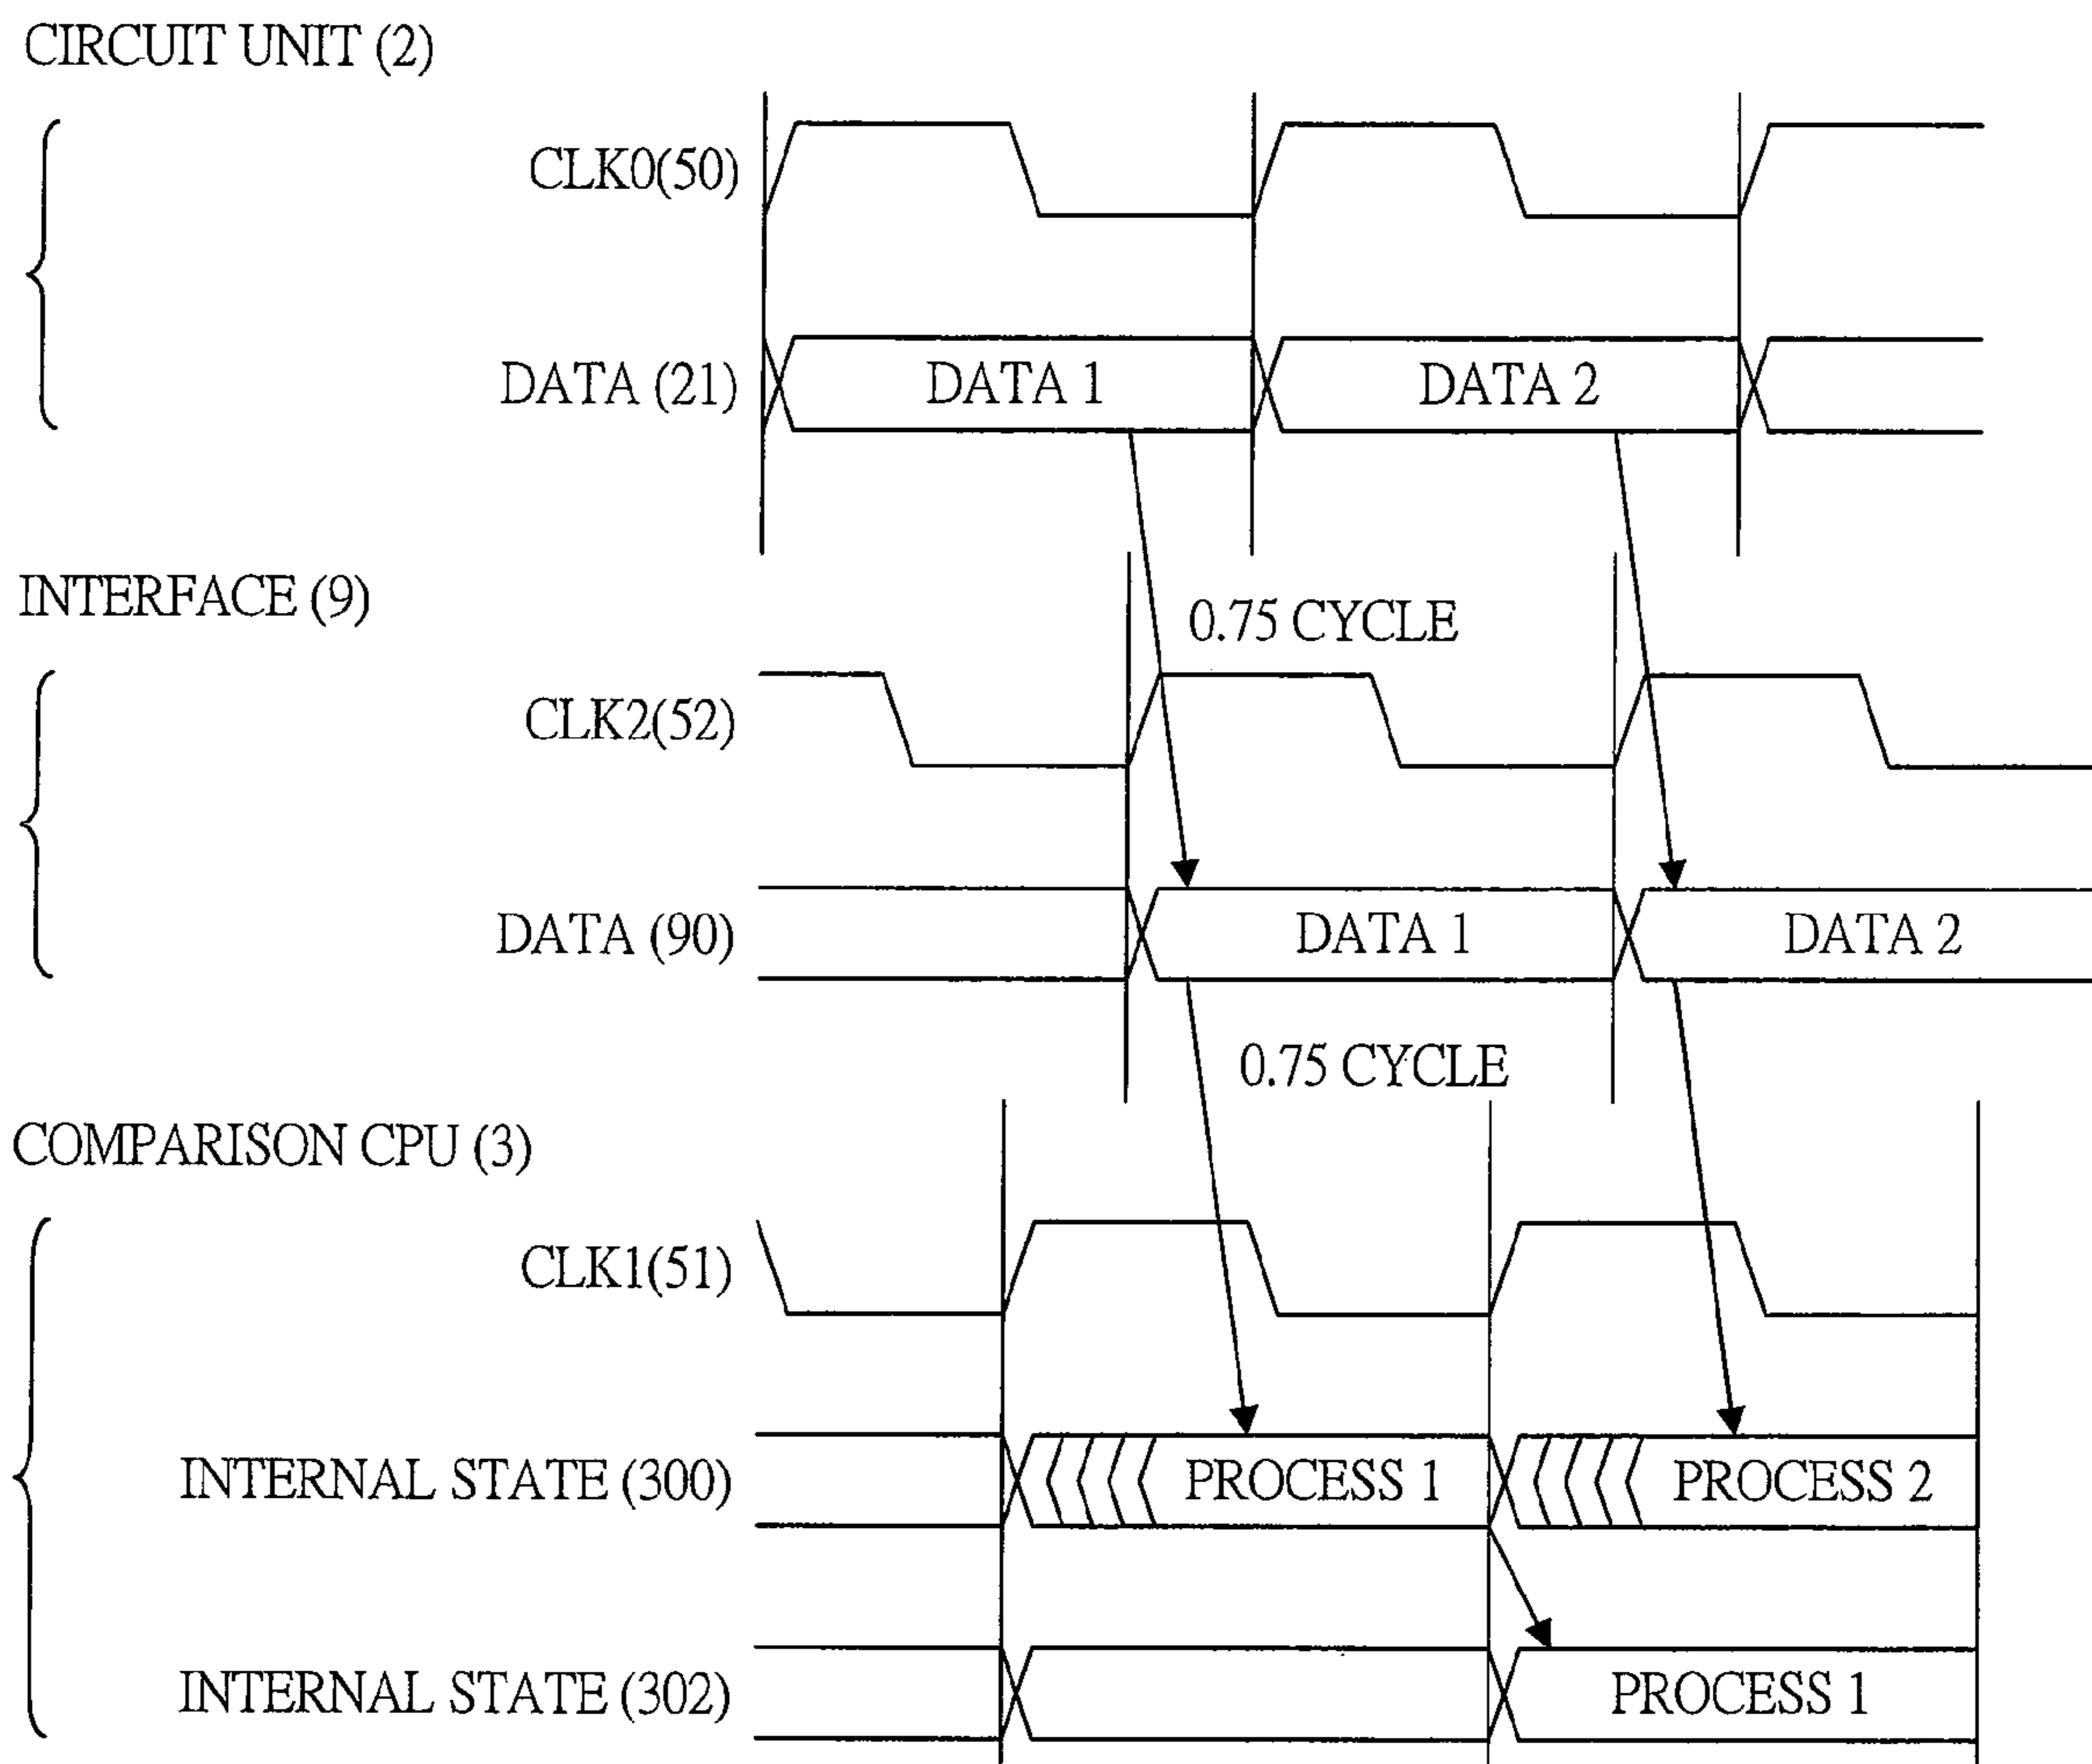 CIRCUIT UNIT (2)
CLK0(50)
DATA (21)
DATA 1
DATA 2
INTERFACE (9)
0.75 CYCLE
CLK2(52)
DATA (90)
DATA 1
DATA 2
0.75 CYCLE
COMPARISON CPU (3)
CLK1(51)
INTERNAL STATE (300)
PROCESS 1
PROCESS 2
INTERNAL STATE (302)
PROCESS 1